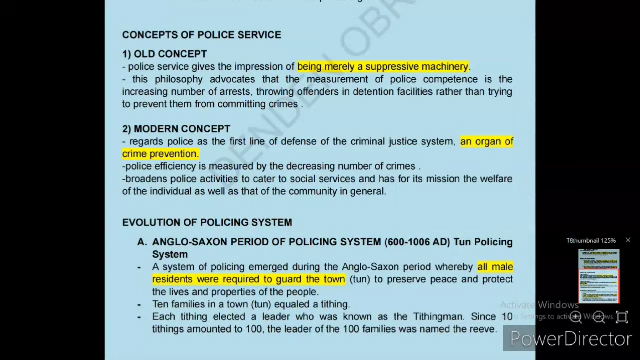 CONCEPTS OF POLICE SERVICE
1) OLD CONCEPT
- police service gives the impression of being merely a suppressive machinery.
- this philosophy advocates that the measurement of police competence is the
increasing number of arrests, throwing offenders in detention facilities rather than trying
to prevent them from committing crimes .
2) MODERN CONCEPT
- regards police as the first line of defense of the criminal justice system, an organ of
crime prevention.
-police efficiency is measured by the decreasing number of crimes .
-broadens police activities to cater to social services and has for its mission the welfare
of the individual as well as that of the community in general.
EVOLUTION OF POLICING SYSTEM
A. ANGLO-SAXON PERIOD OF POLICING SYSTEM (600-1006 AD) Tun Policing
System
- A system of policing emerged during the Anglo-Saxon period whereby all male
residents were required to guard the town (tun) to preserve peace and protect
the lives and properties of the people.
- Ten families in a town (tun) equaled a tithing.
- Each tithing elected a leader who was known as the Tithingman. Since 10
tithings amounted to 100, the leader of the 100 families was named the reeve.
T8thumbnail 125%
Activate Windows
PowerDirector